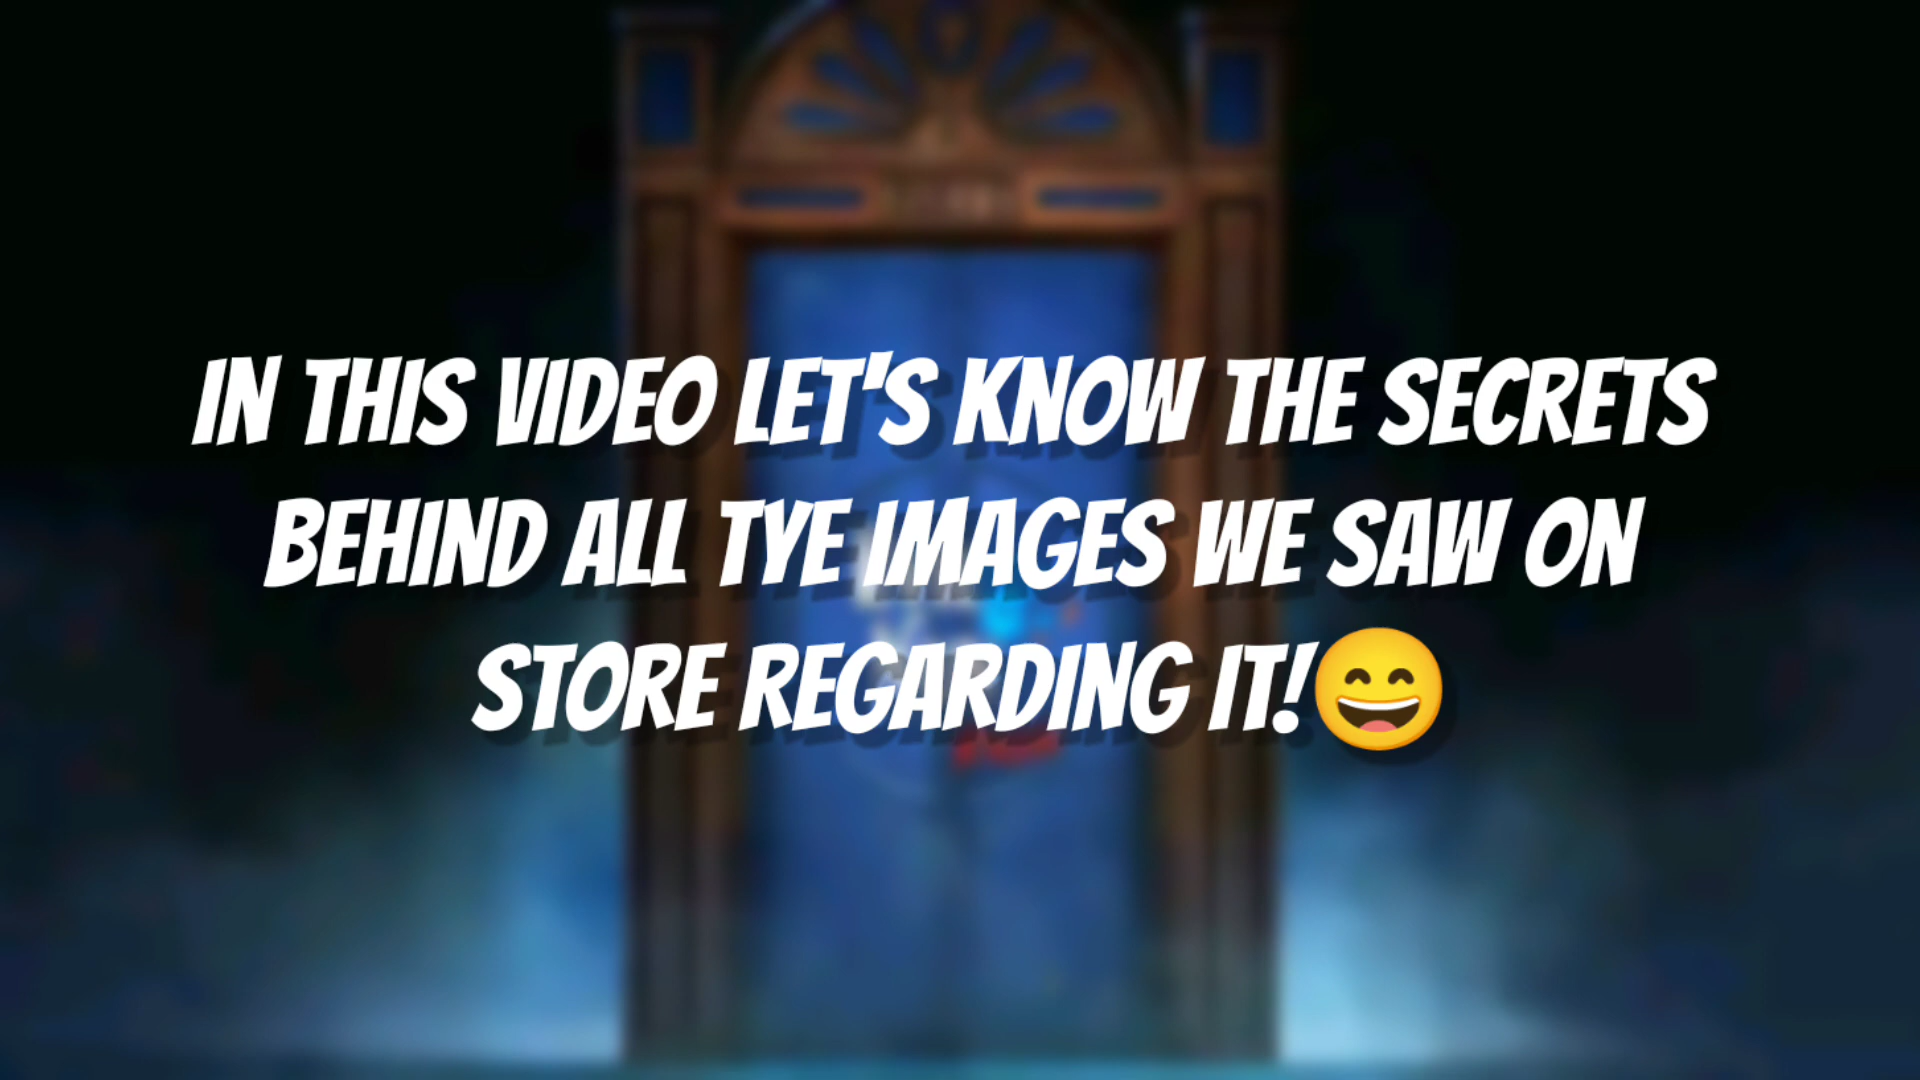 IN THIS VIDEO LET'S KNOW THE SECRETS
BEHIND ALL TYE IMAGES WE SAW ON
STORE REGARDING IT!😄